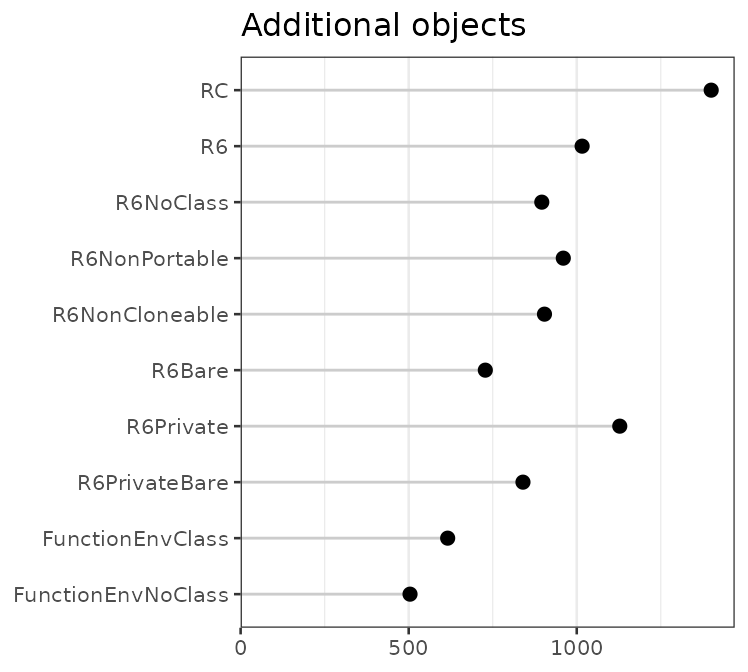 Additional objects
RC
R6
R6NoClass
R6NonPortable
R6NonCloneable
R6Bare
R6Private
R6PrivateBare
FunctionEnvClass
FunctionEnvNoClass
0 500 1000